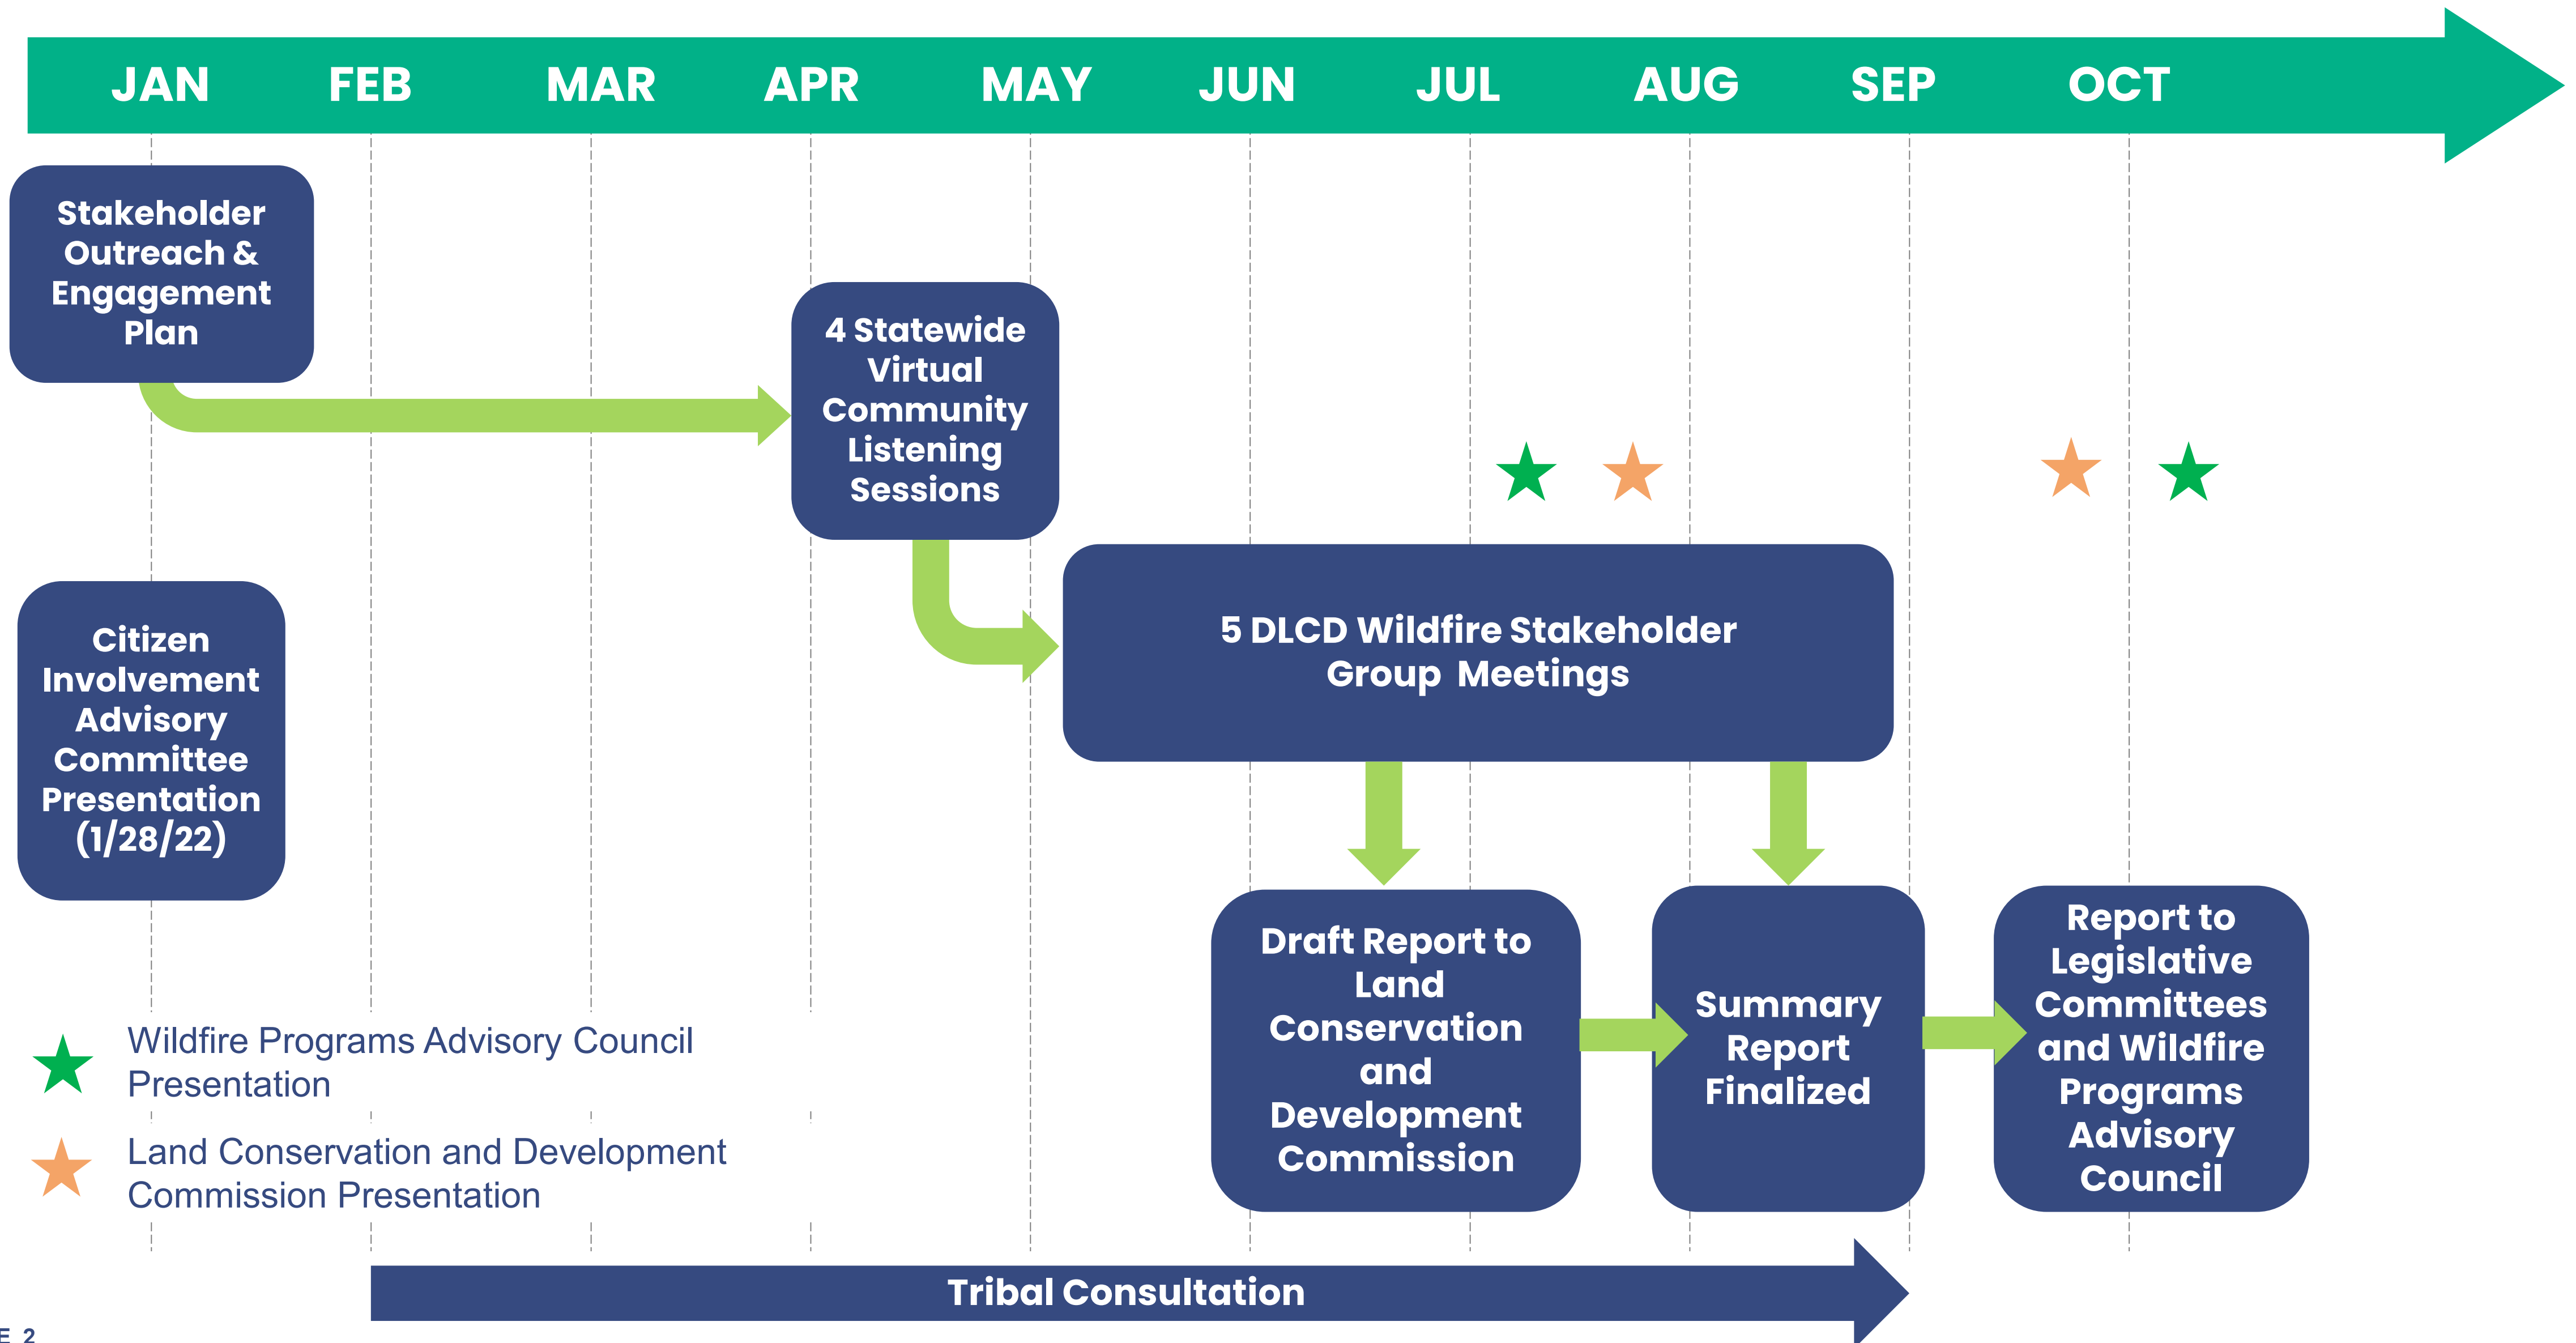 JAN FEB MAR APR MAY JUN JUL AUG SEP OCT
Stakeholder
Outreach &
Engagement
Plan
4 Statewide
Virtual
Community
Listening
Sessions
Citizen
Involvement
Advisory
Committee
Presentation
(1/28/22)
5 DLCD Wildfire Stakeholder
Group Meetings
Draft Report to
Land
Conservation
and
Development
Commission
Summary
Report
Finalized
Report to
Legislative
Committees
and Wildfire
Programs
Advisory
Council
Wildfire Programs Advisory Council
Presentation
Land Conservation and Development
Commission Presentation
Tribal Consultation
E 2